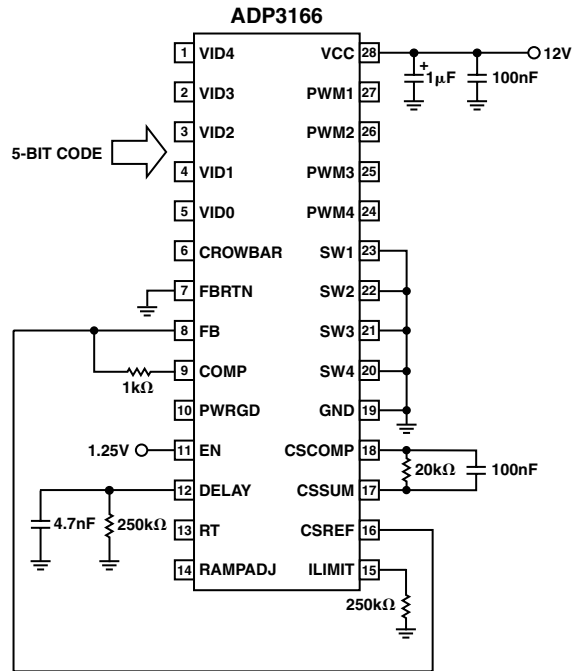 ADP3166
1 VID4
2 VID3
3 VID2
4 VID1
5 VID0
6 CROWBAR
7 FBRTN
8 FB
9 COMP
10 PWRGD
11 EN
12 DELAY
13 RT
14 RAMPADJ
5-BIT CODE
1kΩ
1.25V
4.7nF
250kΩ
VCC 28
PWM1 27
PWM2 26
PWM3 25
PWM4 24
SW1 23
SW2 22
SW3 21
SW4 20
GND 19
CSCOMP 18
CSSUM 17
CSREF 16
ILIMIT 15
12V
+
1μF
100nF
20kΩ
100nF
250kΩ